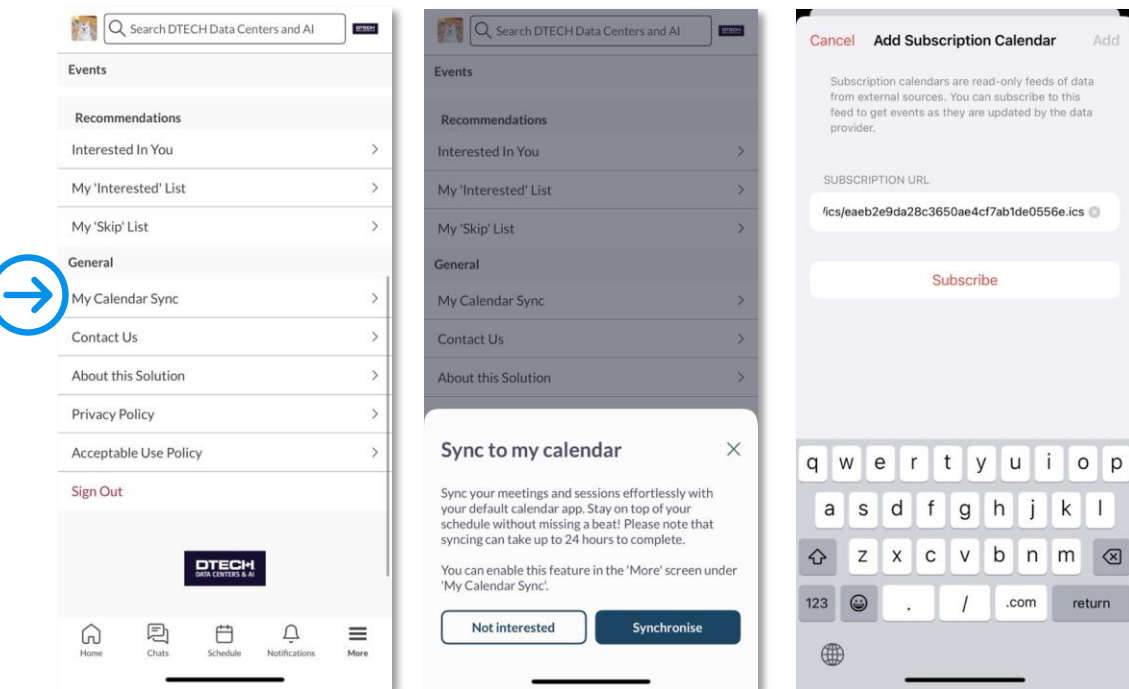 Search DTECH Data Centers and AI
DTECH
Events
Recommendations
Interested In You
My 'Interested' List
My 'Skip' List
General
My Calendar Sync
Contact Us
About this Solution
Privacy Policy
Acceptable Use Policy
Sign Out
DTECH
DATA CENTERS & AI
Home Chats Schedule Notifications More
Search DTECH Data Centers and AI
DTECH
Events
Recommendations
Interested In You
My 'Interested' List
My 'Skip' List
General
My Calendar Sync
Contact Us
About this Solution
Sync to my calendar
Sync your meetings and sessions effortlessly with
your default calendar app. Stay on top of your
schedule without missing a beat! Please note that
syncing can take up to 24 hours to complete.
You can enable this feature in the 'More' screen under
'My Calendar Sync'.
Not interested Synchronise
Cancel Add Subscription Calendar Add
Subscription calendars are read-only feeds of data
from external sources. You can subscribe to this
feed to get events as they are updated by the data
provider.
SUBSCRIPTION URL
/ics/eaeb2e9da28c3650ae4cf7ab1de0556e.ics
Subscribe
q w e r t y u i o p
a s d f g h j k l
z x c v b n m
123 . / .com return